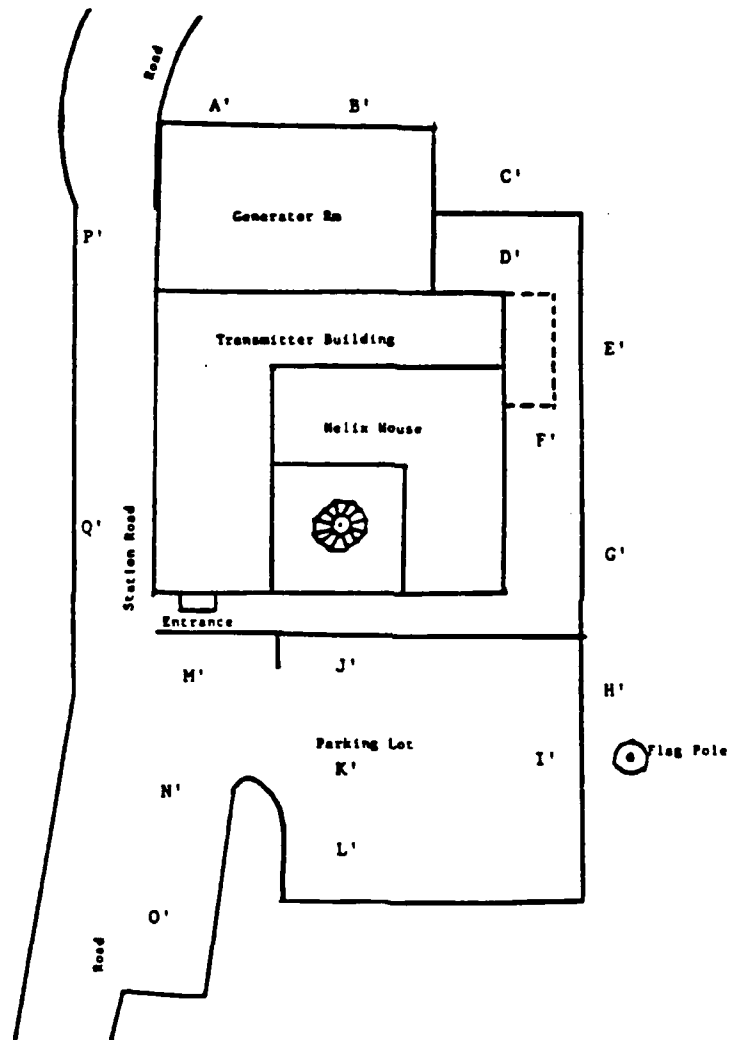 Road
A' B'
C'
Generator Rm
P'
D'
Transmitter Building
E'
Helix House
F'
Q'
Station Road
G'
Entrance
J'
M'
H'
Parking Lot
Flag Pole
I'
K'
N'
L'
O'
Road